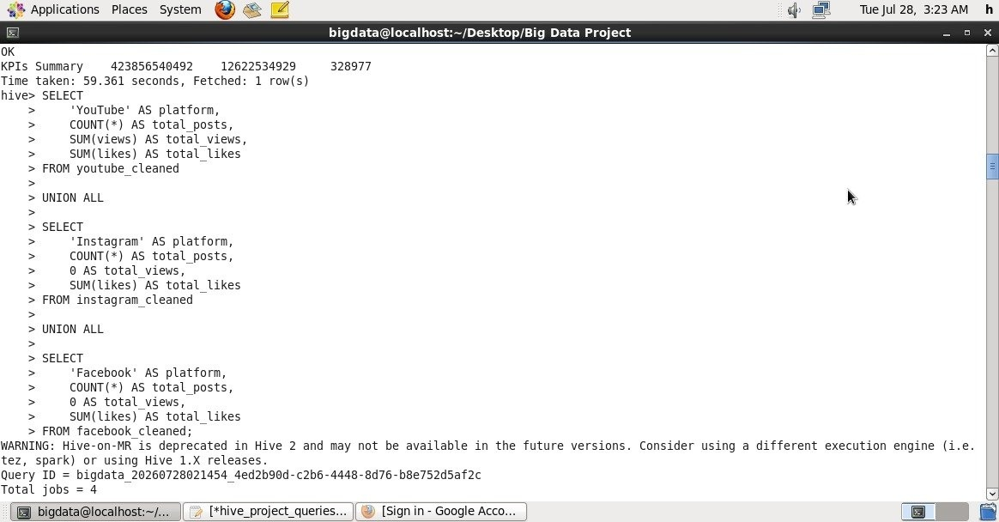 Applications Places System Tue Jul 28, 3:23 AM h
bigdata@localhost:~/Desktop/Big Data Project
OK
KPIs Summary    423856540492    12622534929     328977
Time taken: 59.361 seconds, Fetched: 1 row(s)
hive> SELECT
    >     'YouTube' AS platform,
    >     COUNT(*) AS total_posts,
    >     SUM(views) AS total_views,
    >     SUM(likes) AS total_likes
    > FROM youtube_cleaned
    >
    > UNION ALL
    >
    > SELECT
    >     'Instagram' AS platform,
    >     COUNT(*) AS total_posts,
    >     0 AS total_views,
    >     SUM(likes) AS total_likes
    > FROM instagram_cleaned
    >
    > UNION ALL
    >
    > SELECT
    >     'Facebook' AS platform,
    >     COUNT(*) AS total_posts,
    >     0 AS total_views,
    >     SUM(likes) AS total_likes
    > FROM facebook_cleaned;
WARNING: Hive-on-MR is deprecated in Hive 2 and may not be available in the future versions. Consider using a different execution engine (i.e.
tez, spark) or using Hive 1.X releases.
Query ID = bigdata_20260728021454_4ed2b90d-c2b6-4448-8d76-b8e752d5af2c
Total jobs = 4
bigdata@localhost:~/... [*hive_project_queries... [Sign in - Google Acco...